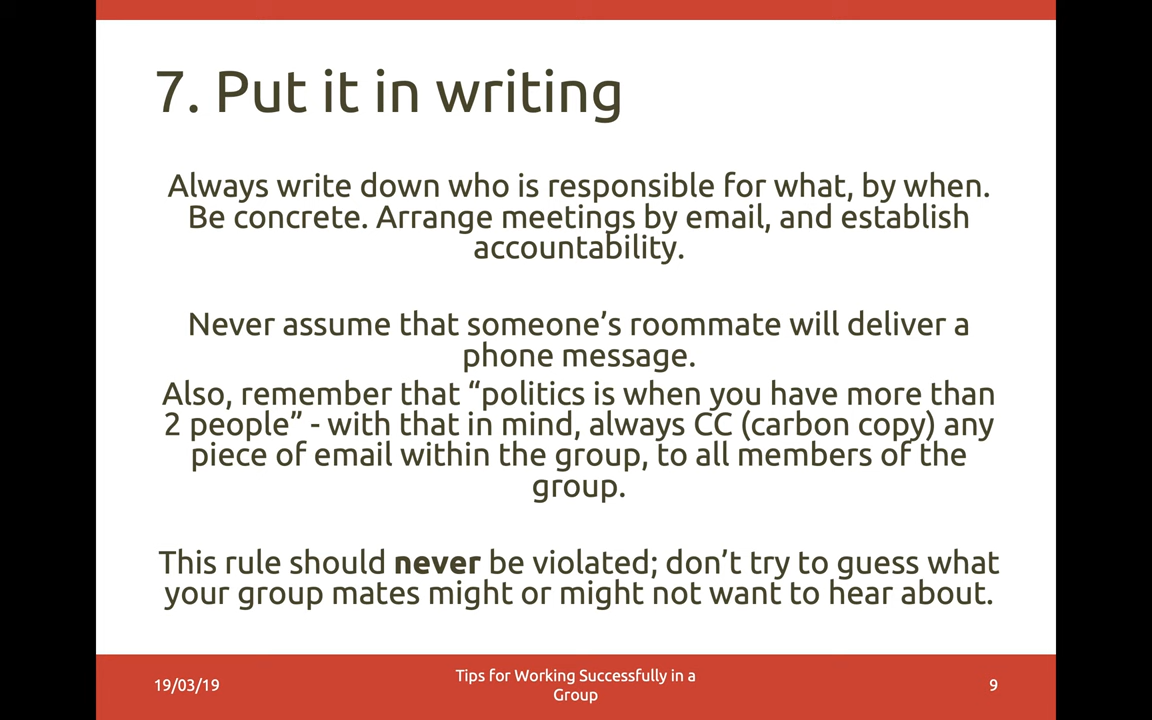 7. Put it in writing
Always write down who is responsible for what, by when.
Be concrete. Arrange meetings by email, and establish
accountability.
Never assume that someone’s roommate will deliver a
phone message.
Also, remember that “politics is when you have more than
2 people” - with that in mind, always CC (carbon copy) any
piece of email within the group, to all members of the
group.
This rule should never be violated; don’t try to guess what
your group mates might or might not want to hear about.
19/03/19
Tips for Working Successfully in a
Group
9